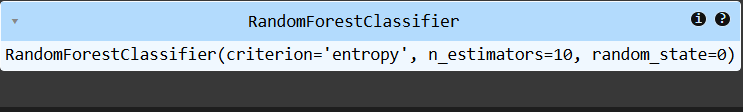 RandomForestClassifier
RandomForestClassifier(criterion='entropy', n_estimators=10, random_state=0)